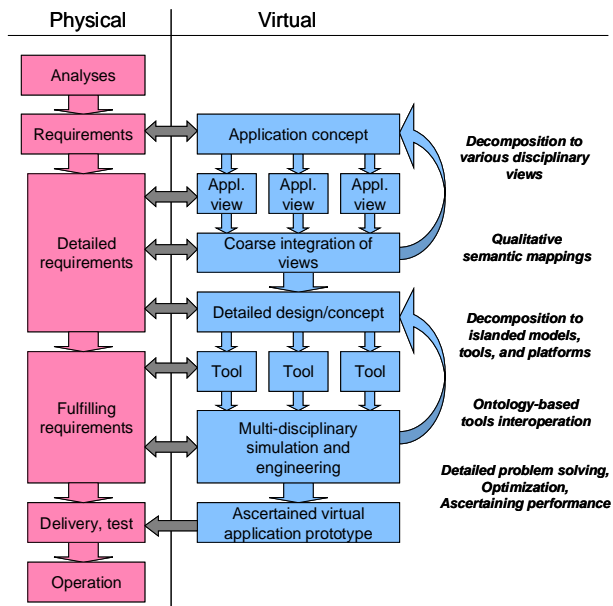 Physical
Virtual
Analyses
Requirements
Application concept
Decomposition to
various disciplinary
views
Appl.
view
Appl.
view
Appl.
view
Detailed
requirements
Coarse integration of
views
Qualitative
semantic mappings
Detailed design/concept
Decomposition to
islanded models,
tools, and platforms
Tool
Tool
Tool
Fulfilling
requirements
Multi-disciplinary
simulation and
engineering
Ontology-based
tools interoperation
Detailed problem solving,
Optimization,
Ascertaining performance
Delivery, test
Ascertained virtual
application prototype
Operation